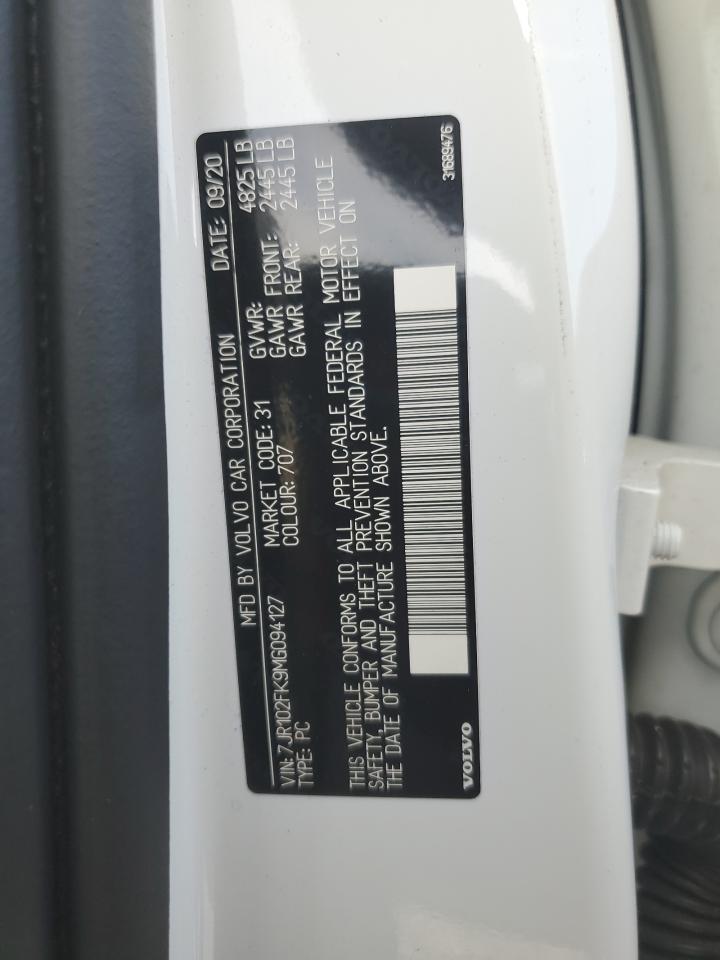 MFD BY VOLVO CAR CORPORATION DATE: 09/20
VIN: 7JR102FK9MG094127 MARKET CODE: 31 GVWR: 4825 LB
TYPE: PC COLOUR: 707 GAWR FRONT: 2445 LB
GAWR REAR: 2445 LB
THIS VEHICLE CONFORMS TO ALL APPLICABLE FEDERAL MOTOR VEHICLE
SAFETY, BUMPER AND THEFT PREVENTION STANDARDS IN EFFECT ON
THE DATE OF MANUFACTURE SHOWN ABOVE.
VOLVO 31689476